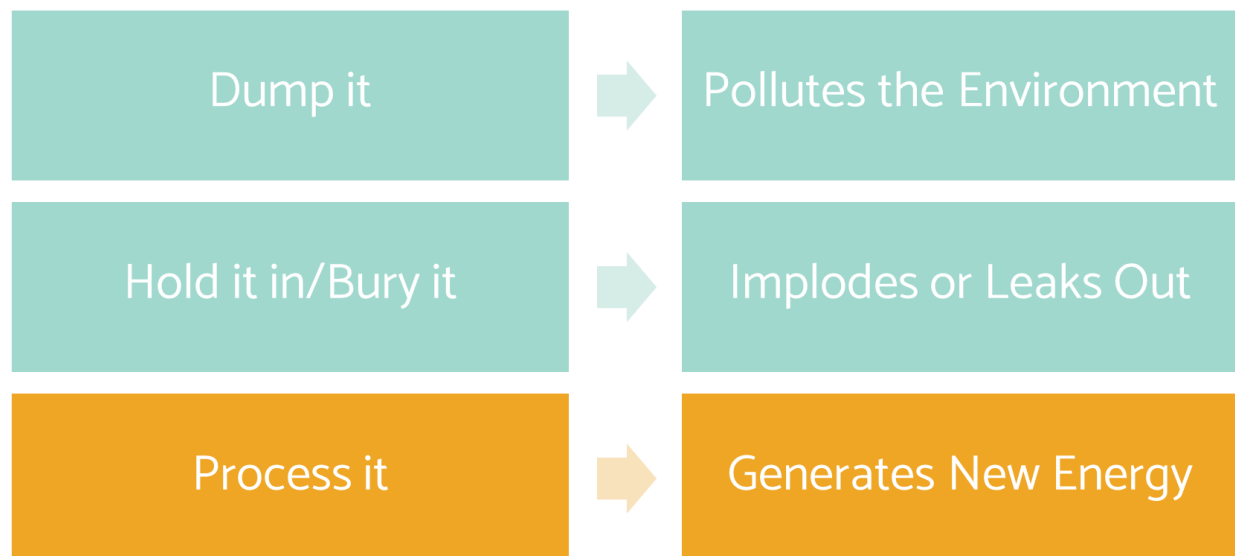 Dump it
Pollutes the Environment
Hold it in/Bury it
Implodes or Leaks Out
Process it
Generates New Energy